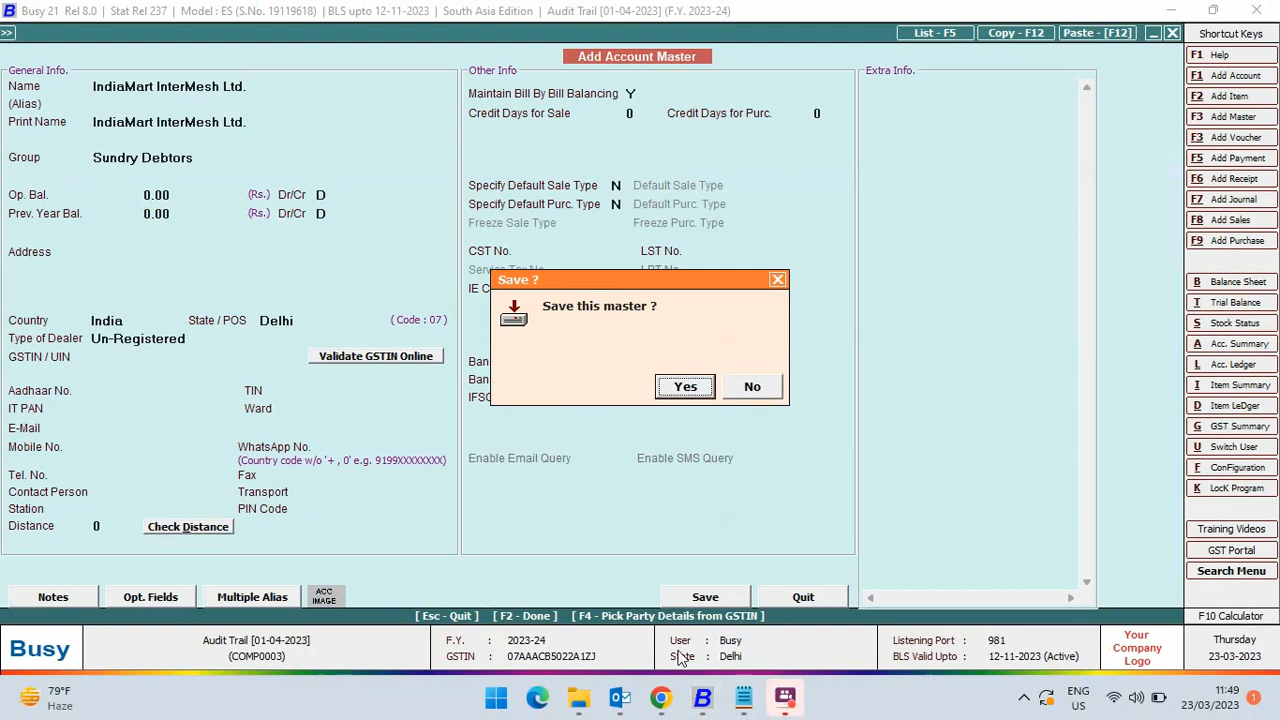 Busy 21 Rel 8.0 | Stat Rel 237 | Model : ES (S.No. I9119618) | BLS upto 12-11-2023 | South Asia Edition | Audit Trail [01-04-2023] (F.Y. 2023-24)
>> List - F5 Copy - F12 Paste - [F12]
Add Account Master
General Info.
Name IndiaMart InterMesh Ltd.
(Alias)
Print Name IndiaMart InterMesh Ltd.
Group Sundry Debtors
Op. Bal. 0.00 (Rs.) Dr/Cr D
Prev. Year Bal. 0.00 (Rs.) Dr/Cr D
Address
Country India State / POS Delhi ( Code : 07 )
Type of Dealer Un-Registered
GSTIN / UIN Validate GSTIN Online
Aadhaar No. TIN
IT PAN Ward
E-Mail
Mobile No. WhatsApp No.
(Country code w/o '+ , 0' e.g. 9199XXXXXXXX)
Tel. No. Fax
Contact Person Transport
Station PIN Code
Distance 0 Check Distance
Other Info
Maintain Bill By Bill Balancing Y
Credit Days for Sale 0 Credit Days for Purc. 0
Specify Default Sale Type N Default Sale Type
Specify Default Purc. Type N Default Purc. Type
Freeze Sale Type Freeze Purc. Type
CST No. LST No.
IE C
Ban
Ban
IFSC
Enable Email Query Enable SMS Query
Save ?
Save this master ?
Yes No
Extra Info.
Notes Opt. Fields Multiple Alias ACC IMAGE Save Quit
[ Esc - Quit ] [ F2 - Done ] [ F4 - Pick Party Details from GSTIN ]
Shortcut Keys
F1 Help
F1 Add Account
F2 Add Item
F3 Add Master
F3 Add Voucher
F5 Add Payment
F6 Add Receipt
F7 Add Journal
F8 Add Sales
F9 Add Purchase
B Balance Sheet
T Trial Balance
S Stock Status
A Acc. Summary
L Acc. Ledger
I Item Summary
D Item LeDger
G GST Summary
U Switch User
F ConFiguration
K LocK Program
Training Videos
GST Portal
Search Menu
F10 Calculator
Busy
Audit Trail [01-04-2023]
(COMP0003)
F.Y. : 2023-24
GSTIN : 07AAACB5022A1ZJ
User : Busy
State : Delhi
Listening Port : 981
BLS Valid Upto : 12-11-2023 (Active)
Your
Company
Logo
Thursday
23-03-2023
79°F
Haze
ENG
US
11:49
23/03/2023
1